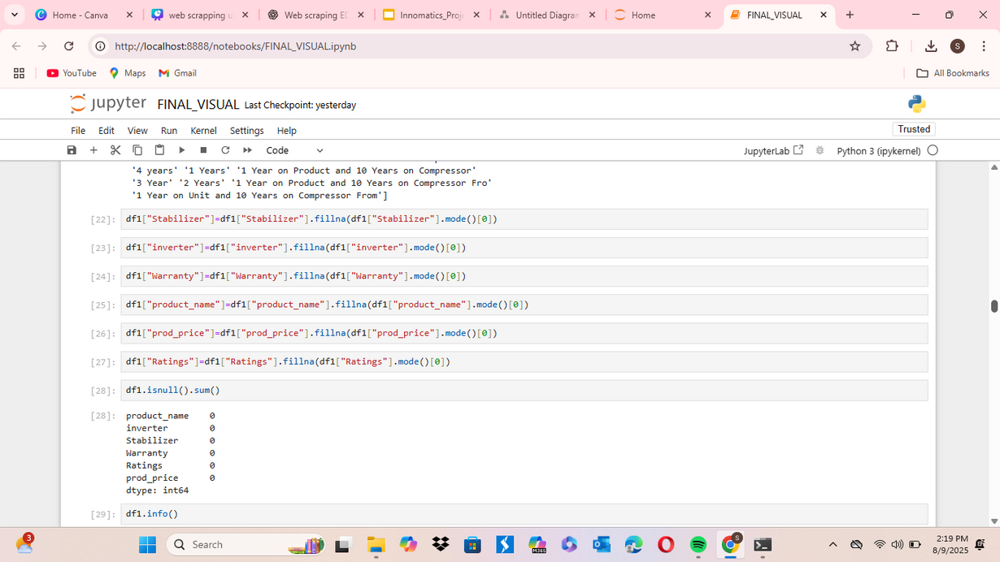 Home - Canva
web scrapping u
Web scraping ED
Innomatics_Proje
Untitled Diagram
Home
FINAL_VISUAL
http://localhost:8888/notebooks/FINAL_VISUAL.ipynb
S
YouTube
Maps
Gmail
All Bookmarks
jupyter FINAL_VISUAL Last Checkpoint: yesterday
File Edit View Run Kernel Settings Help
Trusted
Code
JupyterLab
Python 3 (ipykernel)
'4 years' '1 Years' '1 Year on Product and 10 Years on Compressor'
'3 Year' '2 Years' '1 Year on Product and 10 Years on Compressor Fro'
'1 Year on Unit and 10 Years on Compressor From']
[22]: df1["Stabilizer"]=df1["Stabilizer"].fillna(df1["Stabilizer"].mode()[0])
[23]: df1["inverter"]=df1["inverter"].fillna(df1["inverter"].mode()[0])
[24]: df1["Warranty"]=df1["Warranty"].fillna(df1["Warranty"].mode()[0])
[25]: df1["product_name"]=df1["product_name"].fillna(df1["product_name"].mode()[0])
[26]: df1["prod_price"]=df1["prod_price"].fillna(df1["prod_price"].mode()[0])
[27]: df1["Ratings"]=df1["Ratings"].fillna(df1["Ratings"].mode()[0])
[28]: df1.isnull().sum()
[28]: product_name 0
inverter 0
Stabilizer 0
Warranty 0
Ratings 0
prod_price 0
dtype: int64
[29]: df1.info()
3
Search
M365
S
2:19 PM
8/9/2025